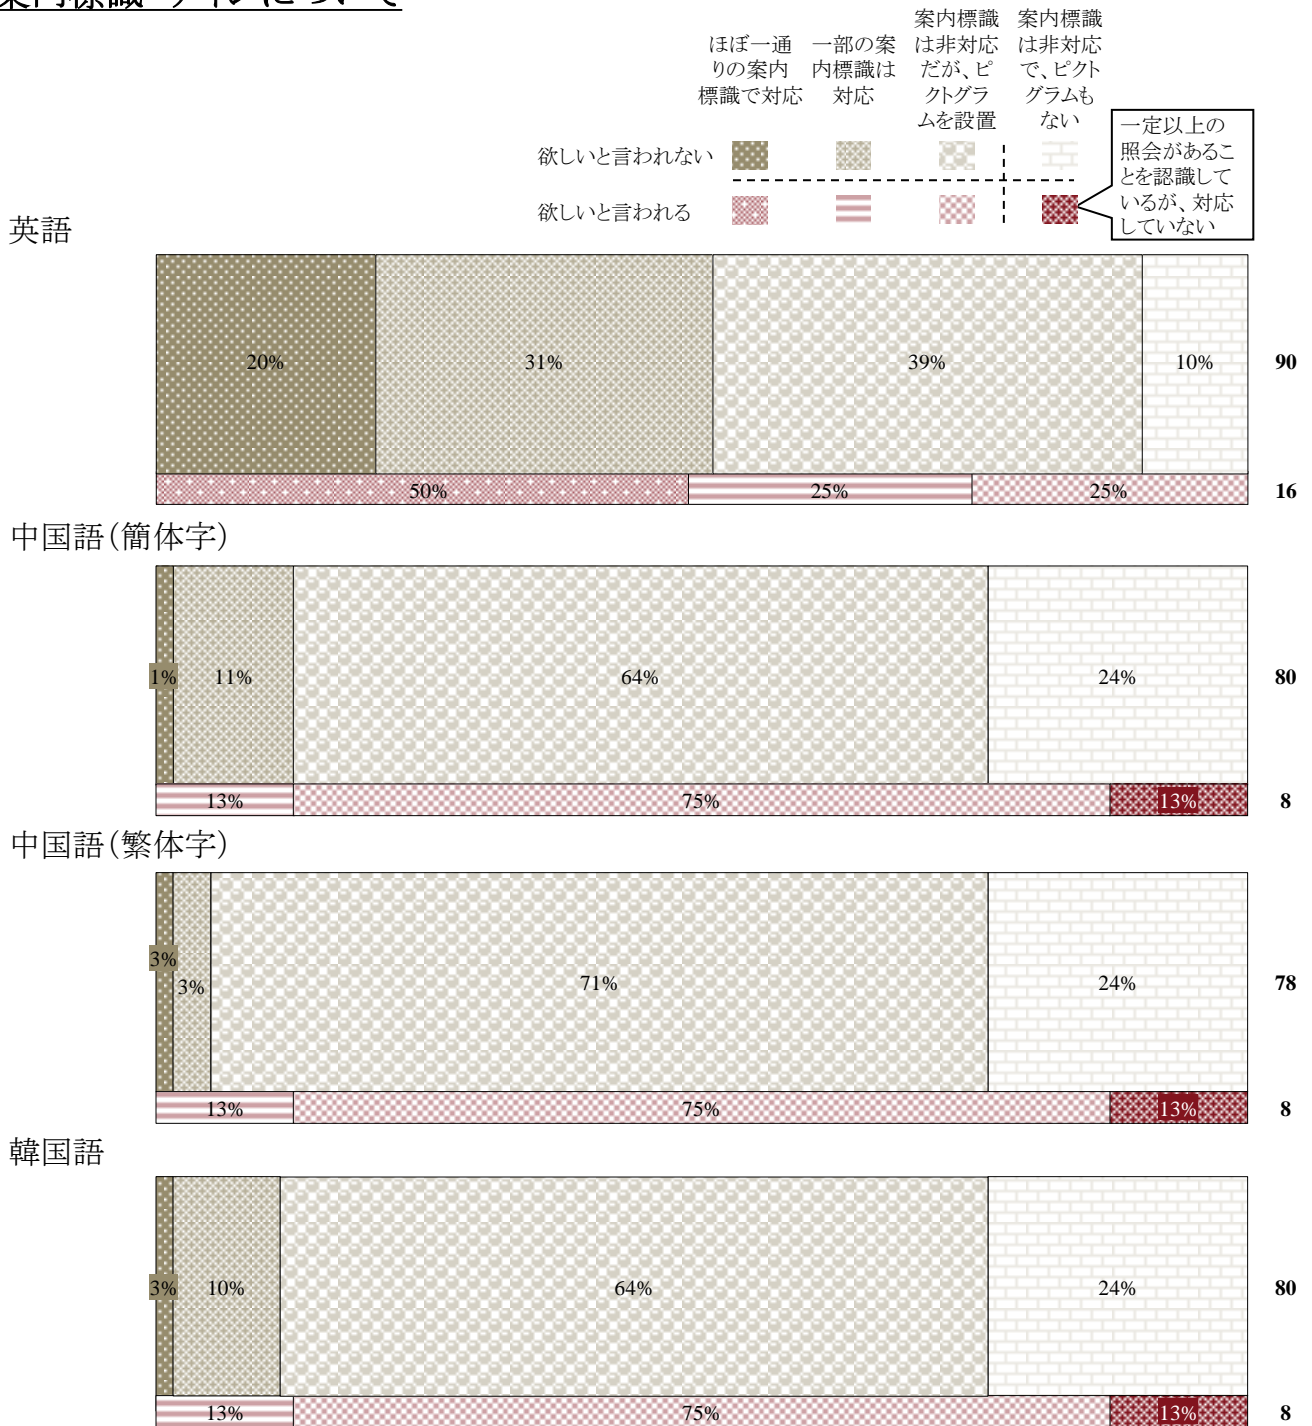 ほぼ一通
りの案内
標識で対応
一部の案
内標識は
対応
案内標識
は非対応
だが、ピ
クトグラ
ムを設置
案内標識
は非対応
で、ピクト
グラムも
ない
一定以上の
照会があるこ
とを認識して
いるが、対応
していない
欲しいと言われない
欲しいと言われる
英語
20% 31% 39% 10% 90
50% 25% 25% 16
中国語(簡体字)
1% 11% 64% 24% 80
13% 75% 13% 8
中国語(繁体字)
3% 3% 71% 24% 78
13% 75% 13% 8
韓国語
3% 10% 64% 24% 80
13% 75% 13% 8